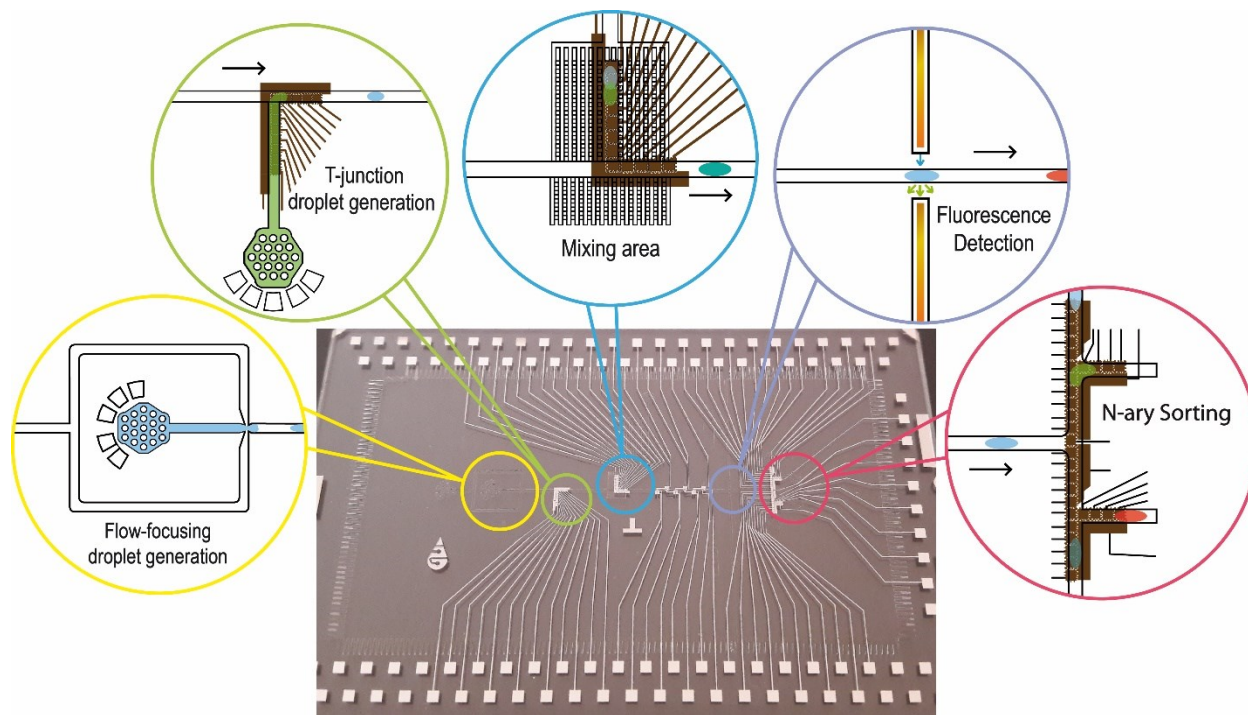 T-junction
droplet generation
Mixing area
Fluorescence
Detection
N-ary Sorting
Flow-focusing
droplet generation